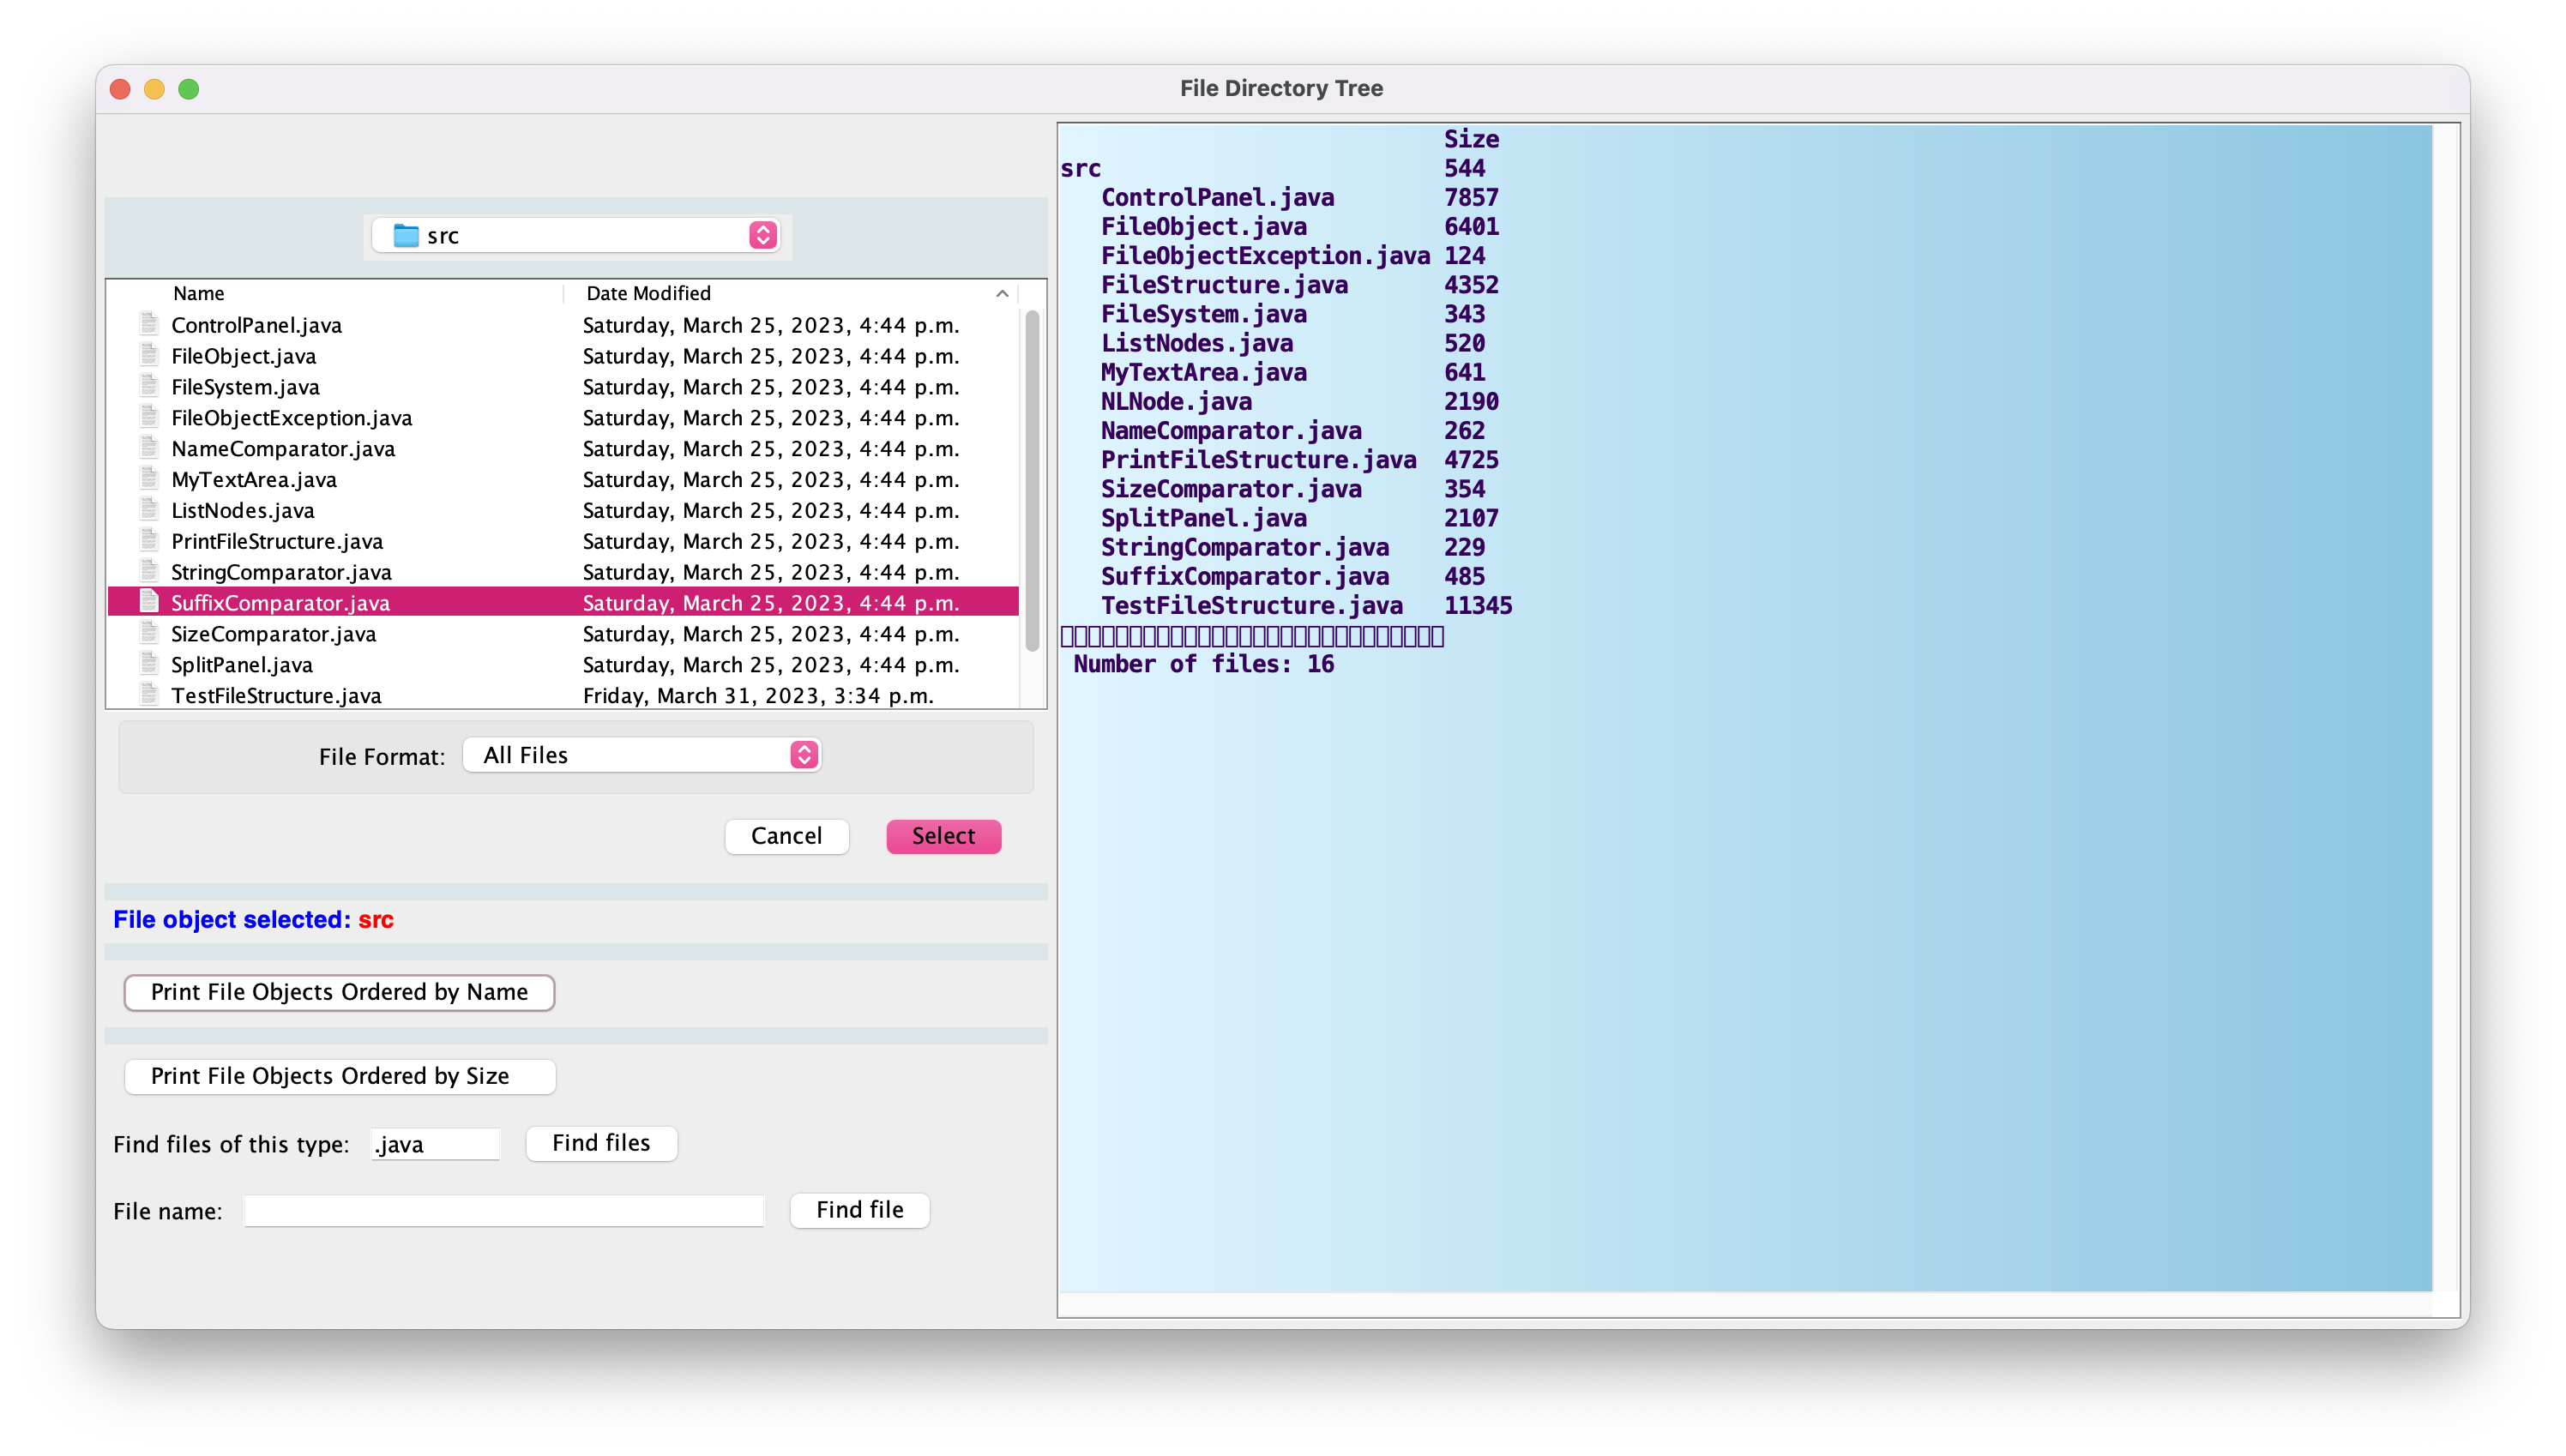 File Directory Tree
src
Name Date Modified
ControlPanel.java Saturday, March 25, 2023, 4:44 p.m.
FileObject.java Saturday, March 25, 2023, 4:44 p.m.
FileSystem.java Saturday, March 25, 2023, 4:44 p.m.
FileObjectException.java Saturday, March 25, 2023, 4:44 p.m.
NameComparator.java Saturday, March 25, 2023, 4:44 p.m.
MyTextArea.java Saturday, March 25, 2023, 4:44 p.m.
ListNodes.java Saturday, March 25, 2023, 4:44 p.m.
PrintFileStructure.java Saturday, March 25, 2023, 4:44 p.m.
StringComparator.java Saturday, March 25, 2023, 4:44 p.m.
SuffixComparator.java Saturday, March 25, 2023, 4:44 p.m.
SizeComparator.java Saturday, March 25, 2023, 4:44 p.m.
SplitPanel.java Saturday, March 25, 2023, 4:44 p.m.
TestFileStructure.java Friday, March 31, 2023, 3:34 p.m.
File Format: All Files
Cancel Select
File object selected: src
Print File Objects Ordered by Name
Print File Objects Ordered by Size
Find files of this type: .java Find files
File name: Find file
Size
src 544
ControlPanel.java 7857
FileObject.java 6401
FileObjectException.java 124
FileStructure.java 4352
FileSystem.java 343
ListNodes.java 520
MyTextArea.java 641
NLNode.java 2190
NameComparator.java 262
PrintFileStructure.java 4725
SizeComparator.java 354
SplitPanel.java 2107
StringComparator.java 229
SuffixComparator.java 485
TestFileStructure.java 11345
Number of files: 16